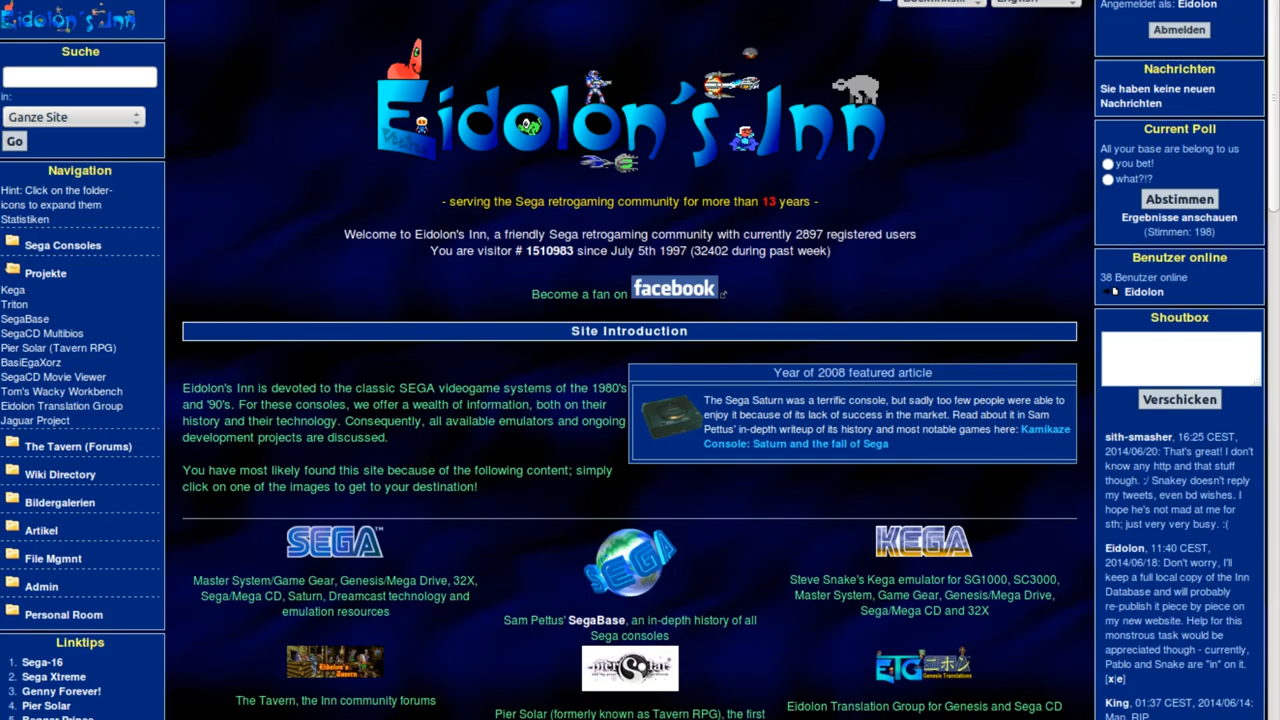 Eidolon's Inn
Suche
in:
Ganze Site
Go
Navigation
Hint: Click on the folder-
icons to expand them
Statistiken
Sega Consoles
Projekte
Kega
Triton
SegaBase
SegaCD Multibios
Pier Solar (Tavern RPG)
BasiEgaXorz
SegaCD Movie Viewer
Tom's Wacky Workbench
Eidolon Translation Group
Jaguar Project
The Tavern (Forums)
Wiki Directory
Bildergalerien
Artikel
File Mgmnt
Admin
Personal Room
Linktips
1. Sega-16
2. Sega Xtreme
3. Genny Forever!
4. Pier Solar
Eidolon's Inn
- serving the Sega retrogaming community for more than 13 years -
Welcome to Eidolon's Inn, a friendly Sega retrogaming community with currently 2897 registered users
You are visitor # 1510983 since July 5th 1997 (32402 during past week)
Become a fan on facebook
Site Introduction
Eidolon's Inn is devoted to the classic SEGA videogame systems of the 1980's
and '90's. For these consoles, we offer a wealth of information, both on their
history and their technology. Consequently, all available emulators and ongoing
development projects are discussed.
You have most likely found this site because of the following content; simply
click on one of the images to get to your destination!
Year of 2008 featured article
The Sega Saturn was a terrific console, but sadly too few people were able to
enjoy it because of its lack of success in the market. Read about it in Sam
Pettus' in-depth writeup of its history and most notable games here: Kamikaze
Console: Saturn and the fall of Sega
SEGA™
Master System/Game Gear, Genesis/Mega Drive, 32X,
Sega/Mega CD, Saturn, Dreamcast technology and
emulation resources
SEGA
Sam Pettus' SegaBase, an in-depth history of all
Sega consoles
KEGA
Steve Snake's Kega emulator for SG1000, SC3000,
Master System, Game Gear, Genesis/Mega Drive,
Sega/Mega CD and 32X
Eidolon's
Tavern
The Tavern, the Inn community forums
Pier Solar
Pier Solar (formerly known as Tavern RPG), the first
ETG
Genesis Translations
Eidolon Translation Group for Genesis and Sega CD
Angemeldet als: Eidolon
Abmelden
Nachrichten
Sie haben keine neuen
Nachrichten
Current Poll
All your base are belong to us
you bet!
what?!?
Abstimmen
Ergebnisse anschauen
(Stimmen: 198)
Benutzer online
38 Benutzer online
Eidolon
Shoutbox
Verschicken
sith-smasher, 16:25 CEST,
2014/06/20: That's great! I don't
know any http and that stuff
though. :/ Snakey doesn't reply
my tweets, even bd wishes. I
hope he's not mad at me for
sth; just very very busy. :(
Eidolon, 11:40 CEST,
2014/06/18: Don't worry, I'll
keep a full local copy of the Inn
Database and will probably
re-publish it piece by piece on
my new website. Help for this
monstrous task would be
appreciated though - currently,
Pablo and Snake are "in" on it.
[x|e]
King, 01:37 CEST, 2014/06/14:
Man, RIP